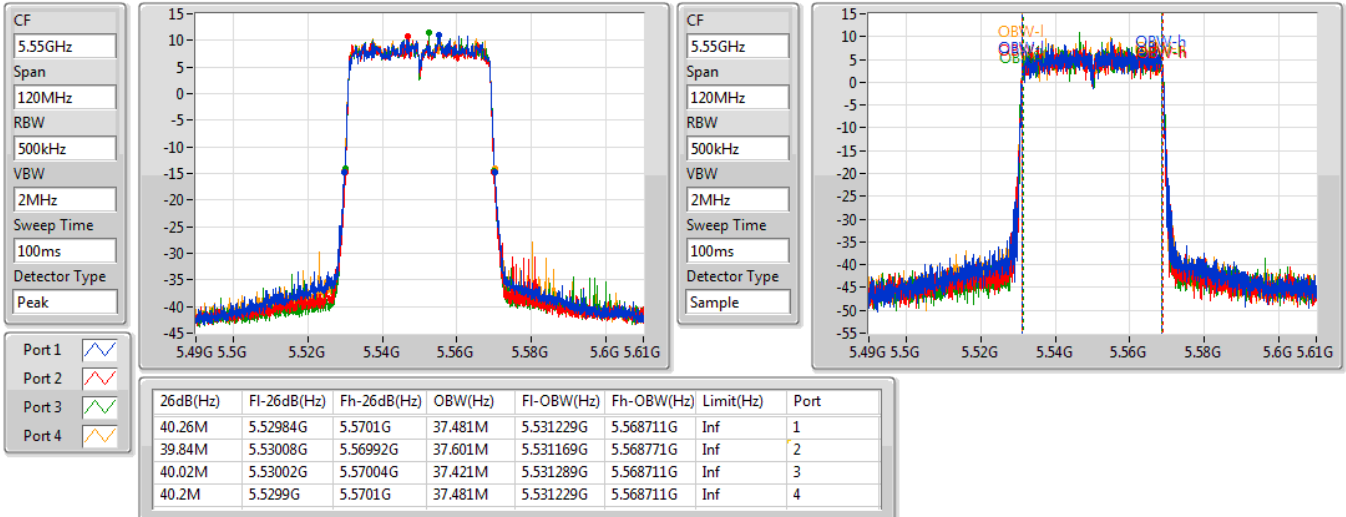 CF
5.55GHz
Span
120MHz
RBW
500kHz
VBW
2MHz
Sweep Time
100ms
Detector Type
Peak
15
10
5
0
-5
-10
-15
-20
-25
-30
-35
-40
-45
5.49G 5.5G 5.52G 5.54G 5.56G 5.58G 5.6G 5.61G
CF
5.55GHz
Span
120MHz
RBW
500kHz
VBW
2MHz
Sweep Time
100ms
Detector Type
Sample
15
10
5
0
-5
-10
-15
-20
-25
-30
-35
-40
-45
-50
-55
OBW-l
OBW-h
5.49G 5.5G 5.52G 5.54G 5.56G 5.58G 5.6G 5.61G
Port 1
Port 2
Port 3
Port 4
26dB(Hz) Fl-26dB(Hz) Fh-26dB(Hz) OBW(Hz) Fl-OBW(Hz) Fh-OBW(Hz) Limit(Hz) Port
40.26M 5.52984G 5.5701G 37.481M 5.531229G 5.568711G Inf 1
39.84M 5.53008G 5.56992G 37.601M 5.531169G 5.568771G Inf 2
40.02M 5.53002G 5.57004G 37.421M 5.531289G 5.568711G Inf 3
40.2M 5.5299G 5.5701G 37.481M 5.531229G 5.568711G Inf 4